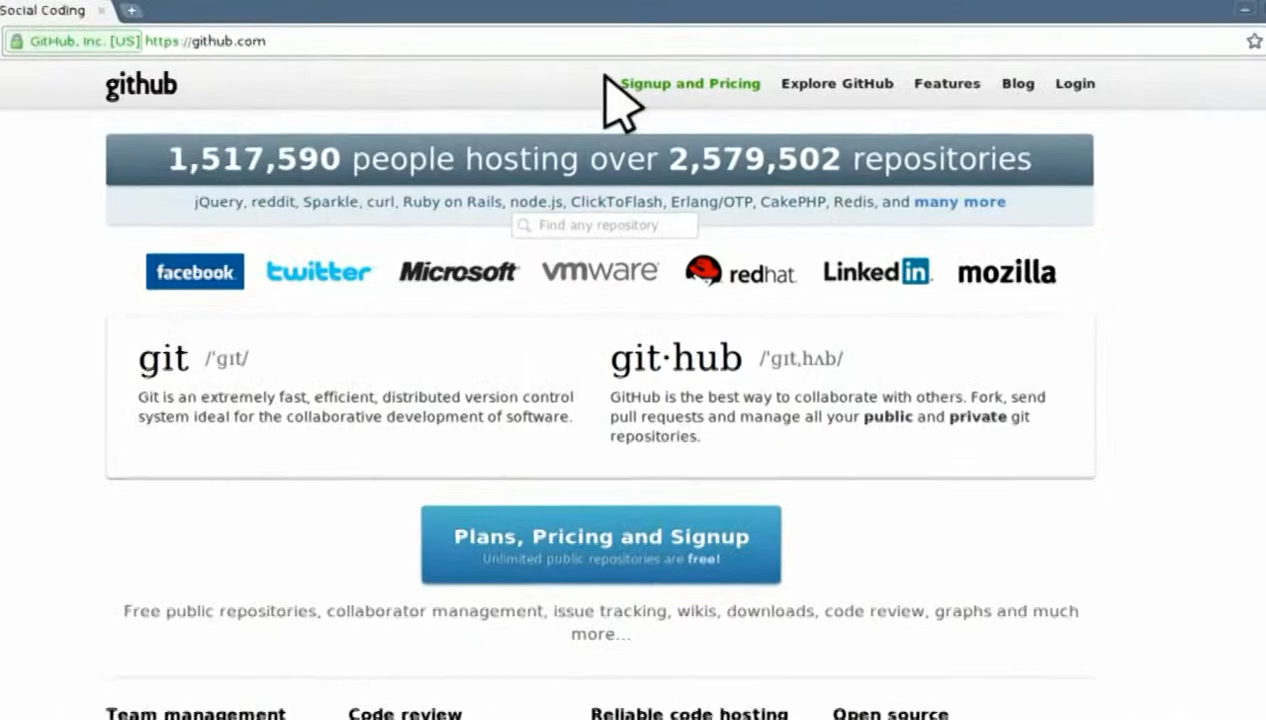 Social Coding
GitHub, Inc. [US] https://github.com
github
Signup and Pricing Explore GitHub Features Blog Login
1,517,590 people hosting over 2,579,502 repositories
jQuery, reddit, Sparkle, curl, Ruby on Rails, node.js, ClickToFlash, Erlang/OTP, CakePHP, Redis, and many more
Find any repository
facebook. twitter Microsoft vmware redhat. Linked in. mozilla
git /ˈgɪt/
Git is an extremely fast, efficient, distributed version control
system ideal for the collaborative development of software.
git·hub /ˈgɪt,hʌb/
GitHub is the best way to collaborate with others. Fork, send
pull requests and manage all your public and private git
repositories.
Plans, Pricing and Signup
Unlimited public repositories are free!
Free public repositories, collaborator management, issue tracking, wikis, downloads, code review, graphs and much
more...
Team management Code review Reliable code hosting Open source